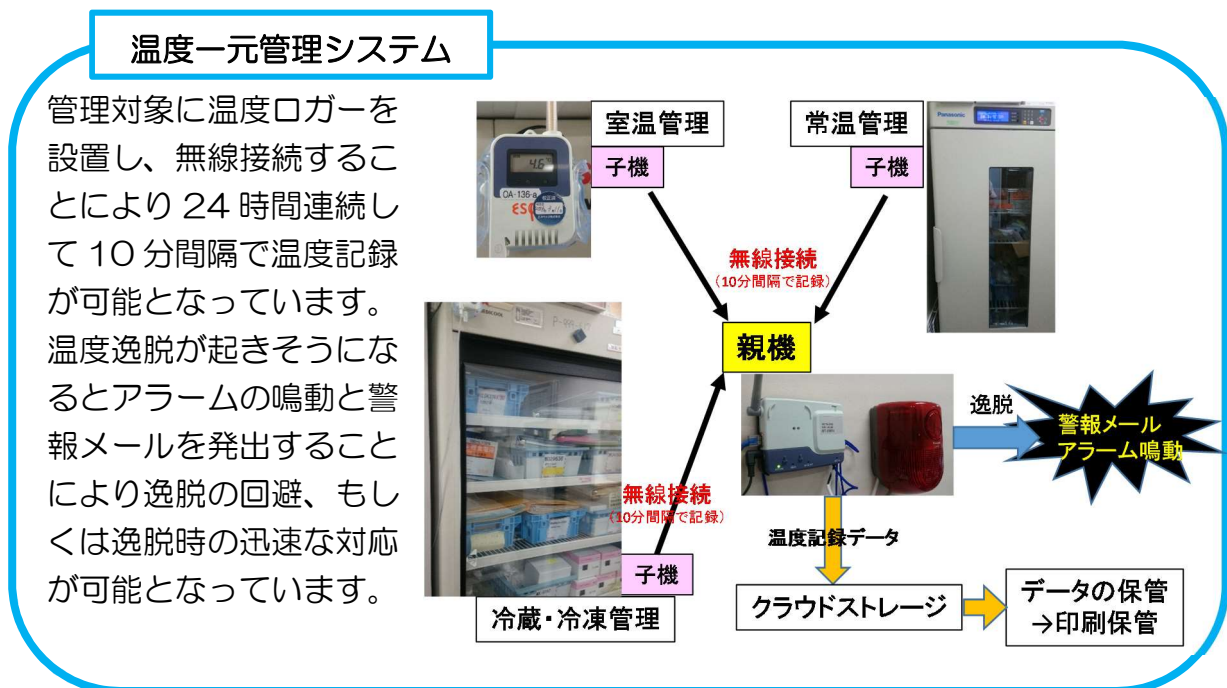 温度一元管理システム
管理対象に温度ロガーを
設置し、無線接続するこ
とにより 24 時間連続し
て 10 分間隔で温度記録
が可能となっています。
温度逸脱が起きそうにな
るとアラームの鳴動と警
報メールを発出すること
により逸脱の回避、もし
くは逸脱時の迅速な対応
が可能となっています。
室温管理
子機
常温管理
子機
4.6
OA-136-a
Panasonic
無線接続
(10分間隔で記録)
親機
逸脱
警報メール
アラーム鳴動
無線接続
(10分間隔で記録)
子機
冷蔵・冷凍管理
温度記録データ
クラウドストレージ
データの保管
→印刷保管